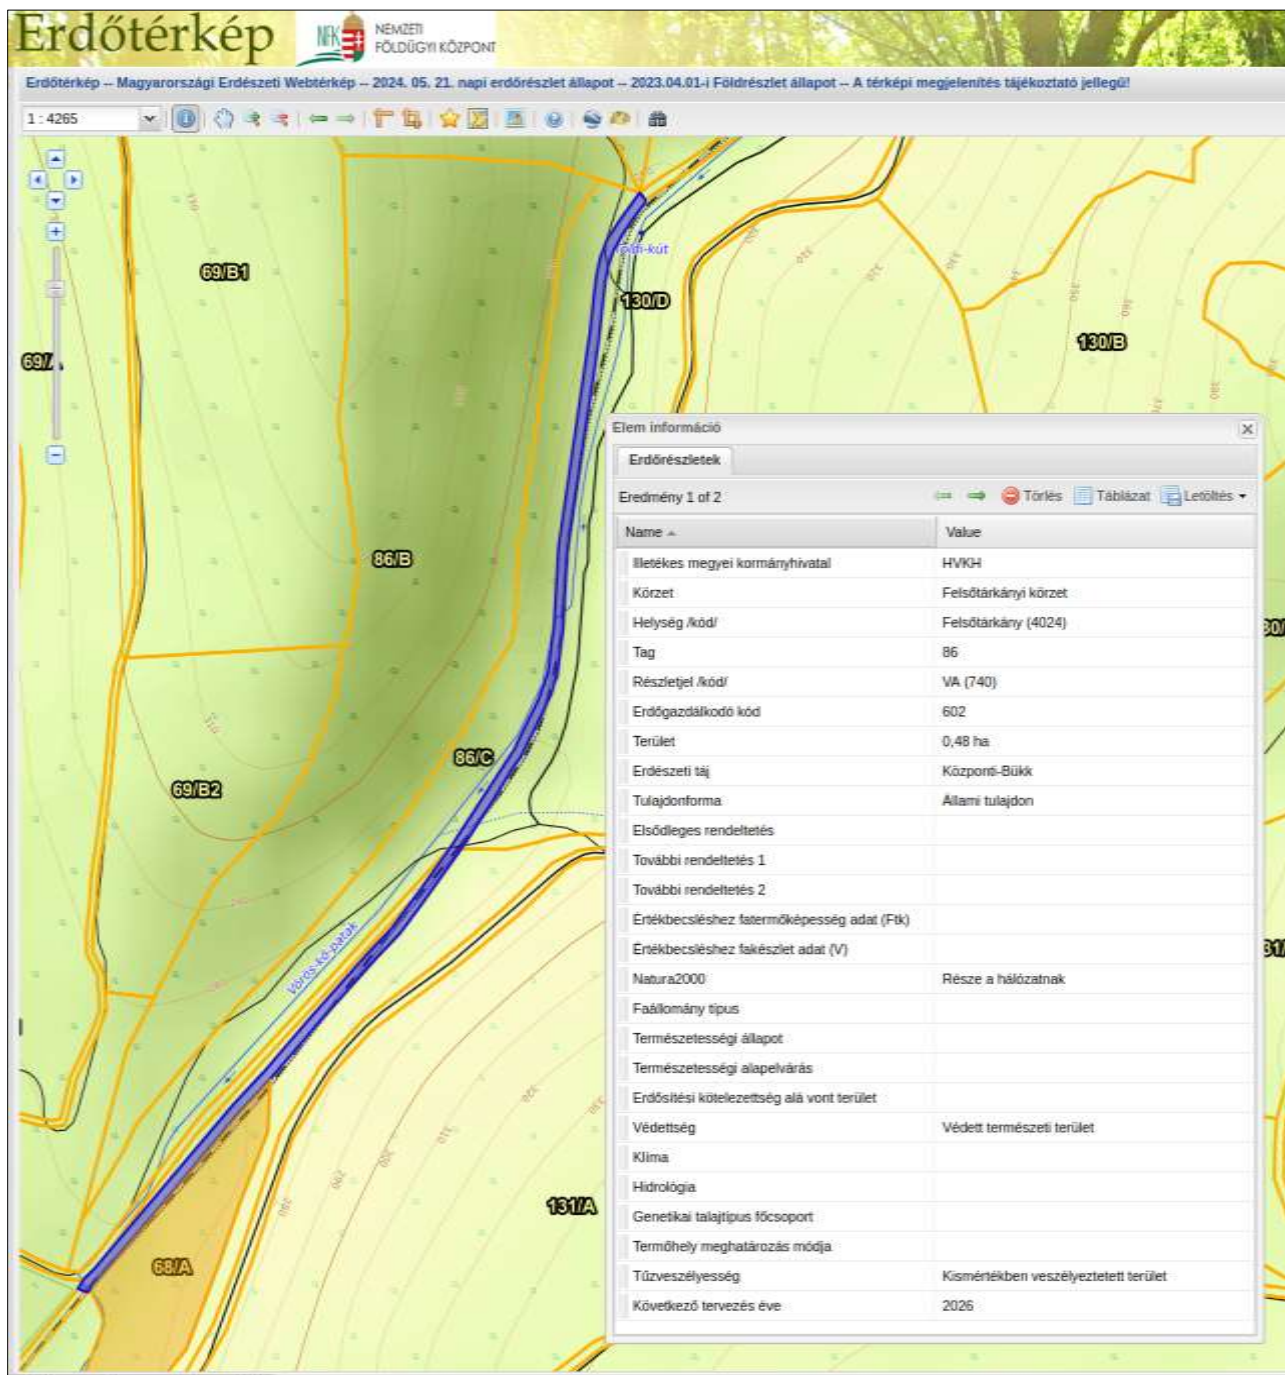 Erdőtérkép
NFK
NEMZETI
FÖLDÜGYI KÖZPONT
Erdőtérkép -- Magyarországi Erdészeti Webtérkép -- 2024. 05. 21. napi erdőrészlet állapot -- 2023.04.01-i Földrészlet állapot -- A térképi megjelenítés tájékoztató jellegű!
1 : 4265
69/B1
130/D
130/B
86/B
86/C
69/B2
Vörös-kő-patak
131/A
68/A
Elem információ
Erdőrészletek
Eredmény 1 of 2 Törlés Táblázat Letöltés
Name Value
Illetékes megyei kormányhivatal HVKH
Körzet Felsőtárkányi körzet
Helység /kód/ Felsőtárkány (4024)
Tag 86
Részletjel /kód/ VA (740)
Erdőgazdálkodó kód 602
Terület 0,48 ha
Erdészeti táj Központi-Bükk
Tulajdonforma Állami tulajdon
Elsődleges rendeltetés
További rendeltetés 1
További rendeltetés 2
Értékbecsléshez fatermőképesség adat (Ftk)
Értékbecsléshez fakészlet adat (V)
Natura2000 Része a hálózatnak
Faállomány típus
Természetességi állapot
Természetességi alapelvárás
Erdősítési kötelezettség alá vont terület
Védettség Védett természeti terület
Klíma
Hidrológia
Genetikai talajtípus főcsoport
Termőhely meghatározás módja
Tűzveszélyesség Kismértékben veszélyeztetett terület
Következő tervezés éve 2026